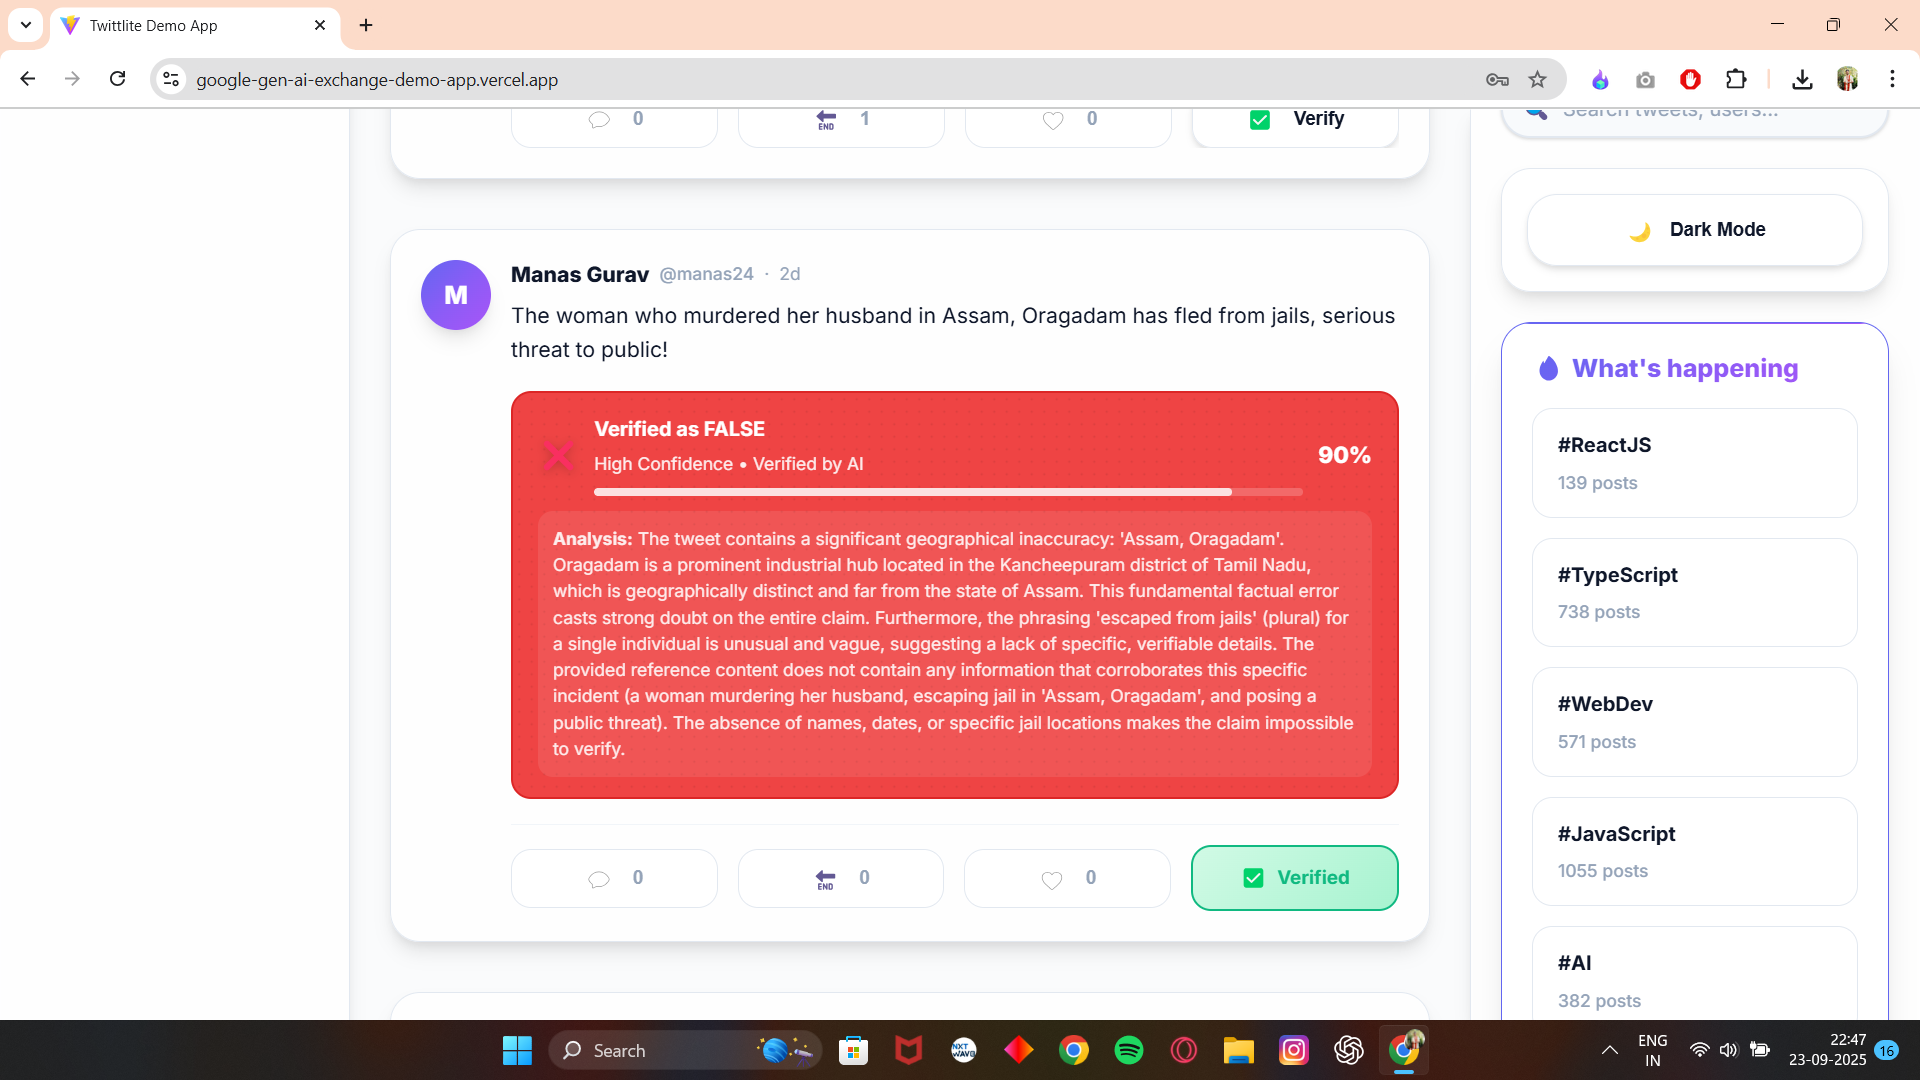 Twittlite Demo App
google-gen-ai-exchange-demo-app.vercel.app
0
END
1
0
Verify
Search tweets, users...
Dark Mode
M
Manas Gurav @manas24 · 2d
The woman who murdered her husband in Assam, Oragadam has fled from jails, serious
threat to public!
Verified as FALSE
High Confidence • Verified by AI
90%
Analysis: The tweet contains a significant geographical inaccuracy: 'Assam, Oragadam'.
Oragadam is a prominent industrial hub located in the Kancheepuram district of Tamil Nadu,
which is geographically distinct and far from the state of Assam. This fundamental factual error
casts strong doubt on the entire claim. Furthermore, the phrasing 'escaped from jails' (plural) for
a single individual is unusual and vague, suggesting a lack of specific, verifiable details. The
provided reference content does not contain any information that corroborates this specific
incident (a woman murdering her husband, escaping jail in 'Assam, Oragadam', and posing a
public threat). The absence of names, dates, or specific jail locations makes the claim impossible
to verify.
0
END
0
0
Verified
What's happening
#ReactJS
139 posts
#TypeScript
738 posts
#WebDev
571 posts
#JavaScript
1055 posts
#AI
382 posts
Search
NXT
WAVE
ENG
IN
22:47
23-09-2025
16